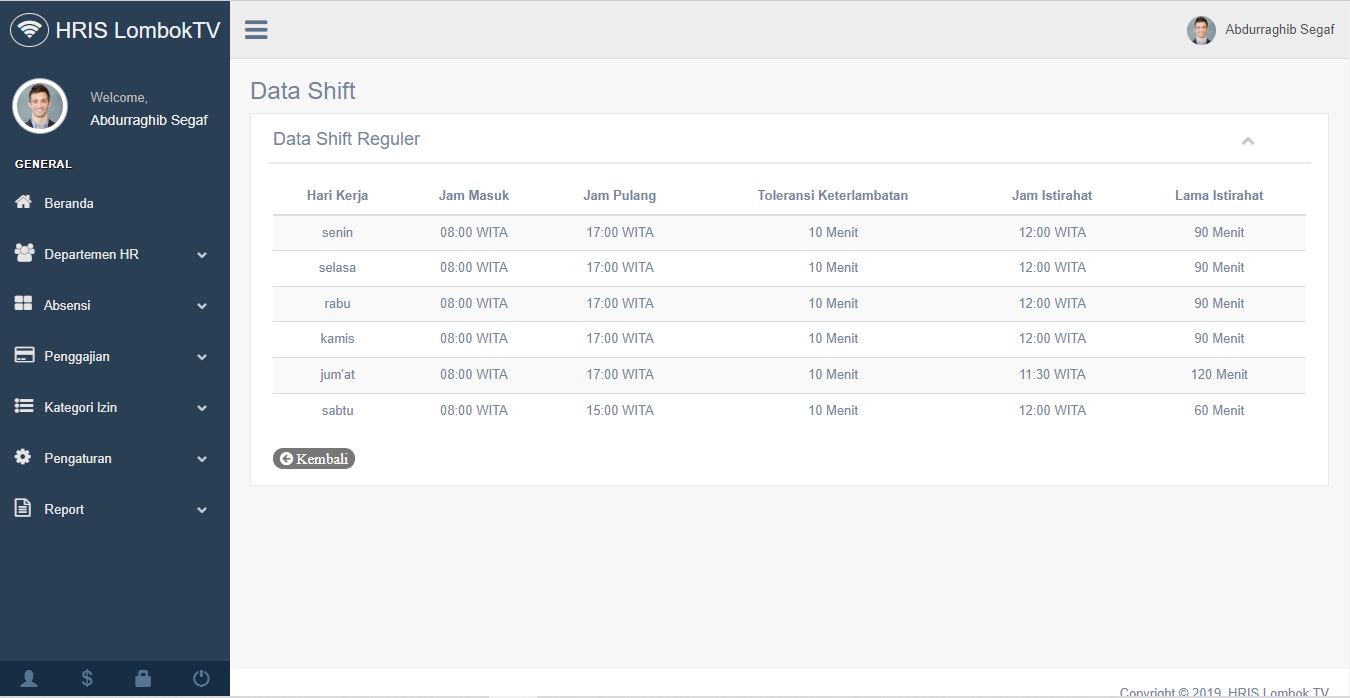 HRIS LombokTV
Abdurraghib Segaf
Welcome,
Abdurraghib Segaf
GENERAL
Beranda
Departemen HR
Absensi
Penggajian
Kategori Izin
Pengaturan
Report
Data Shift
Data Shift Reguler
Hari Kerja Jam Masuk Jam Pulang Toleransi Keterlambatan Jam Istirahat Lama Istirahat
senin 08:00 WITA 17:00 WITA 10 Menit 12:00 WITA 90 Menit
selasa 08:00 WITA 17:00 WITA 10 Menit 12:00 WITA 90 Menit
rabu 08:00 WITA 17:00 WITA 10 Menit 12:00 WITA 90 Menit
kamis 08:00 WITA 17:00 WITA 10 Menit 12:00 WITA 90 Menit
jum'at 08:00 WITA 17:00 WITA 10 Menit 11:30 WITA 120 Menit
sabtu 08:00 WITA 15:00 WITA 10 Menit 12:00 WITA 60 Menit
Kembali
Copyright © 2019. HRIS Lombok TV